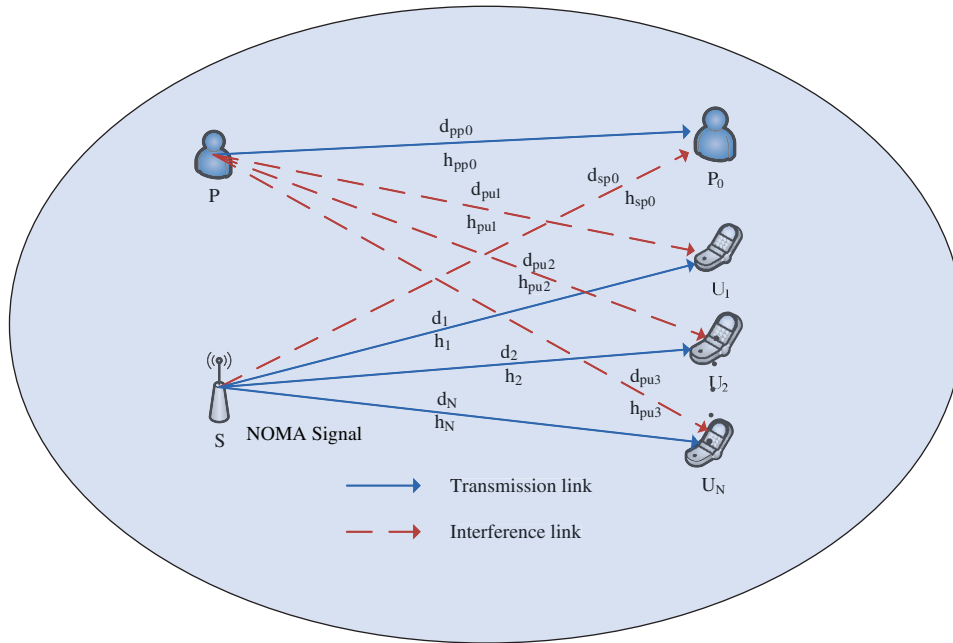 d_pp0
h_pp0
P
P_0
d_sp0
h_sp0
d_pu1
h_pu1
U_1
d_pu2
h_pu2
d_1
h_1
U_2
d_2
h_2
d_pu3
h_pu3
d_N
h_N
S
NOMA Signal
U_N
Transmission link
Interference link